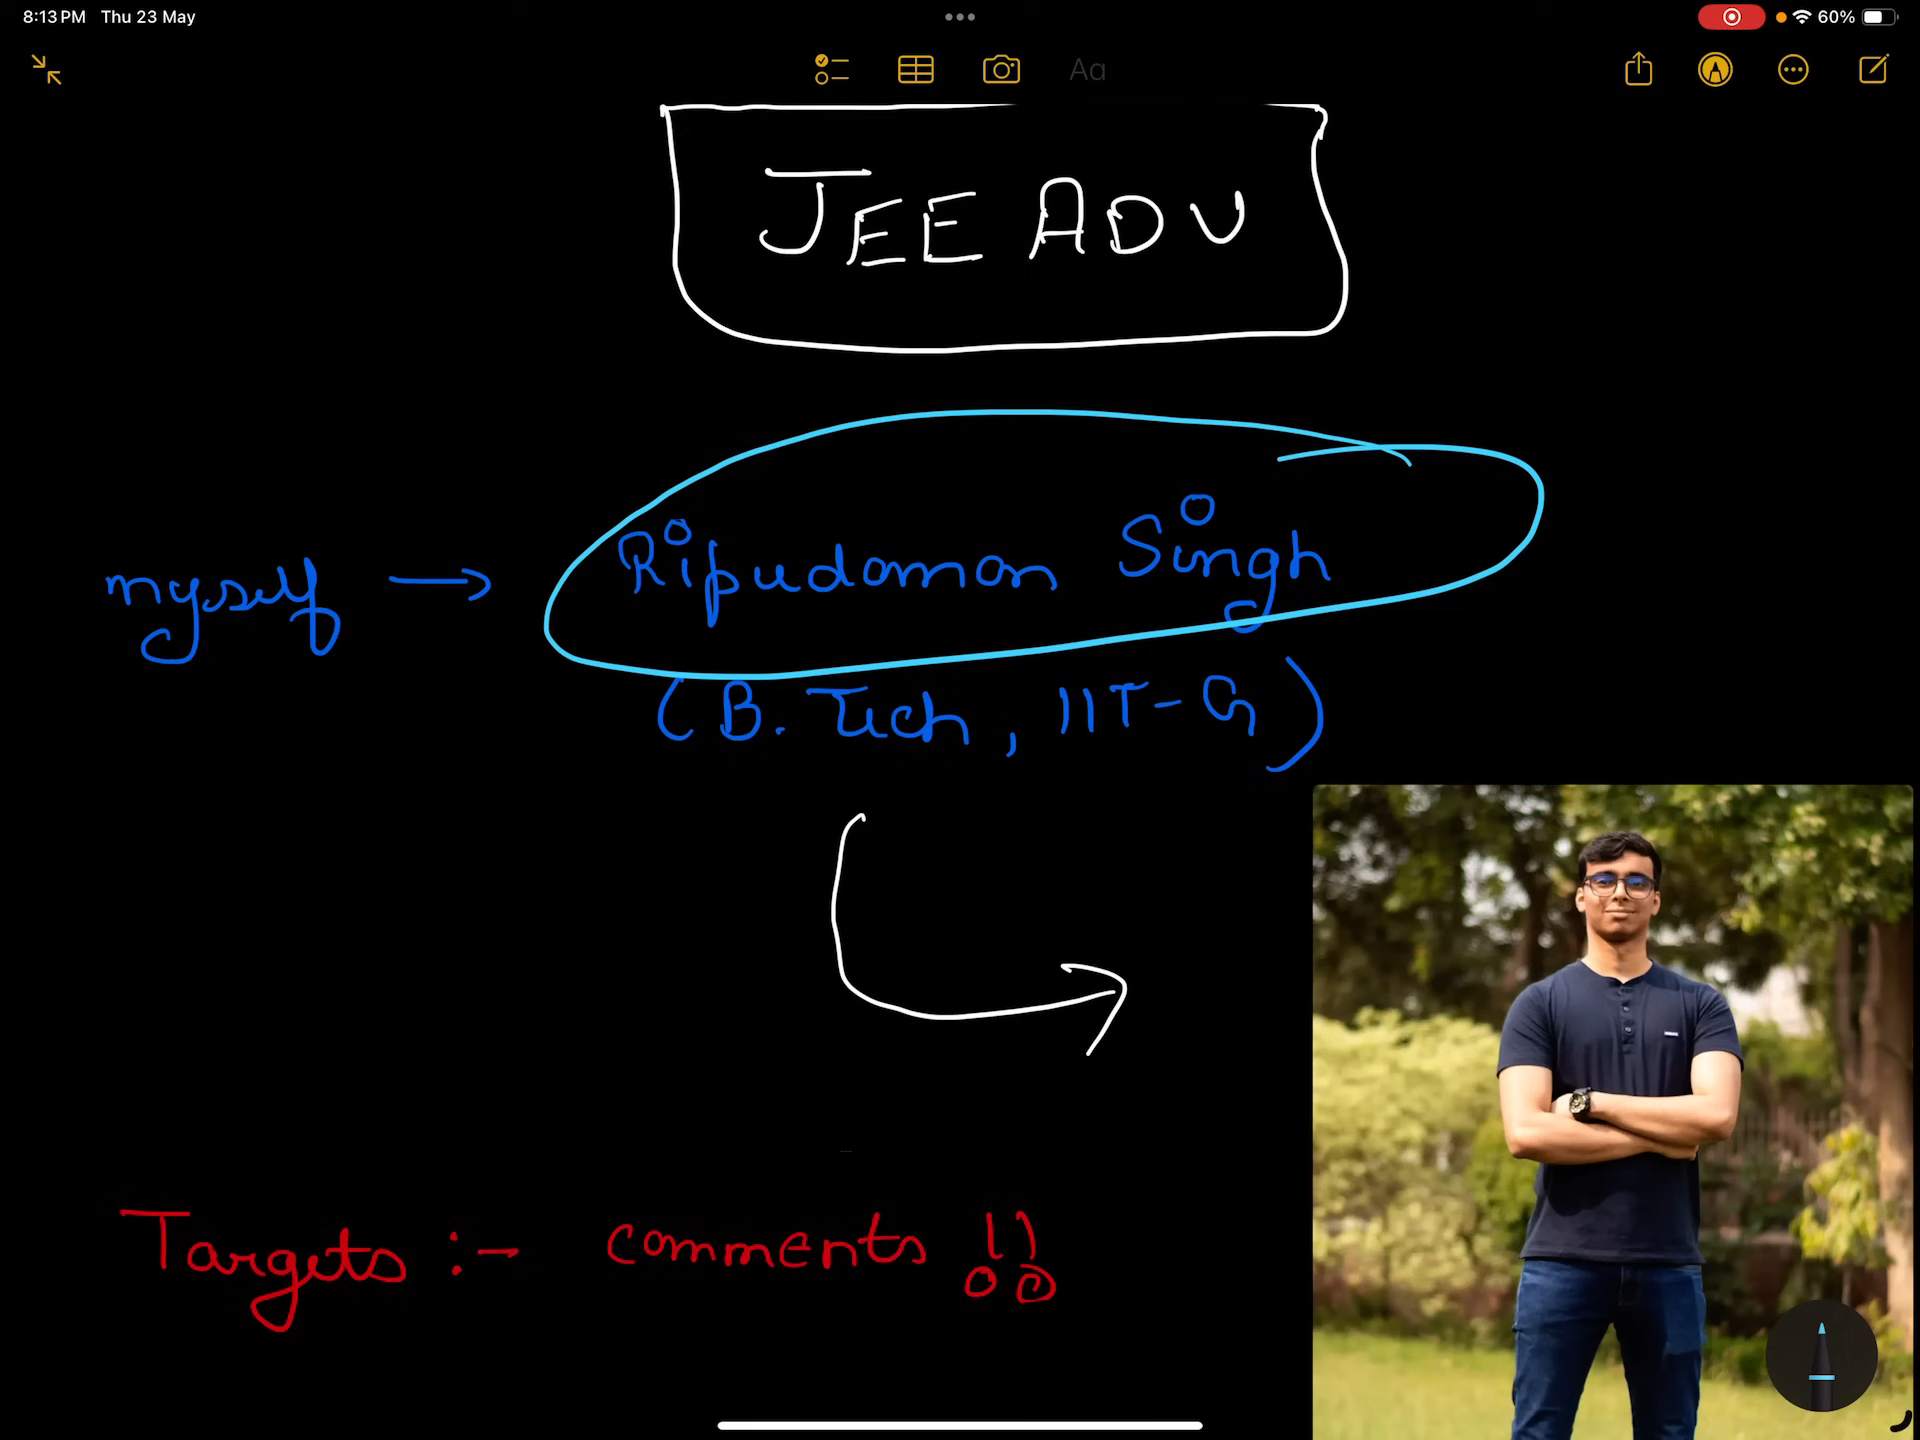 8:13 PM Thu 23 May
60%
Aa
JEE ADV
myself → Ripudaman Singh
(B. Tech, IIT-G)
Targets :- comments !!